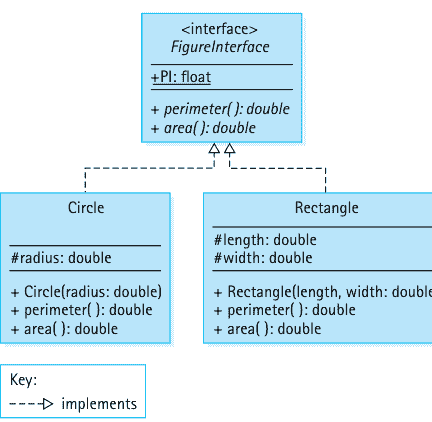 <interface>
FigureInterface
+PI: float
+ perimeter( ): double
+ area( ): double
Circle
#radius: double
+ Circle(radius: double)
+ perimeter( ): double
+ area( ): double
Rectangle
#length: double
#width: double
+ Rectangle(length, width: double
+ perimeter( ): double
+ area( ): double
Key:
implements